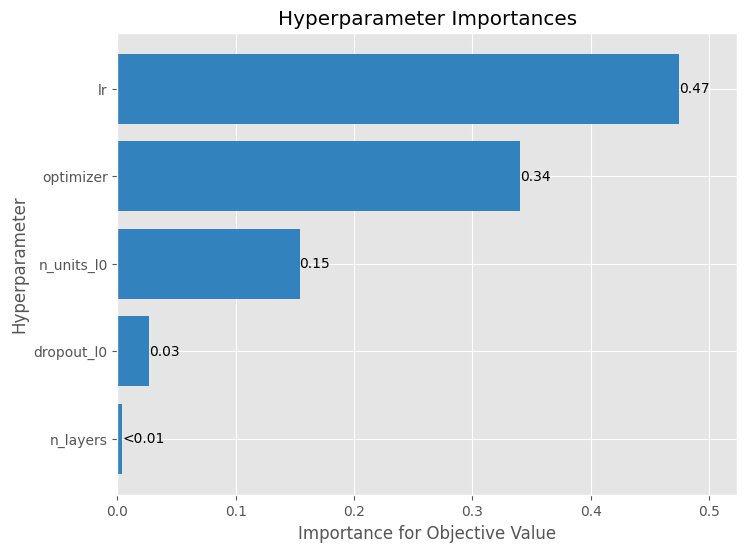 Hyperparameter Importances
Hyperparameter
lr
0.47
optimizer
0.34
n_units_l0
0.15
dropout_l0
0.03
n_layers
<0.01
0.0 0.1 0.2 0.3 0.4 0.5
Importance for Objective Value